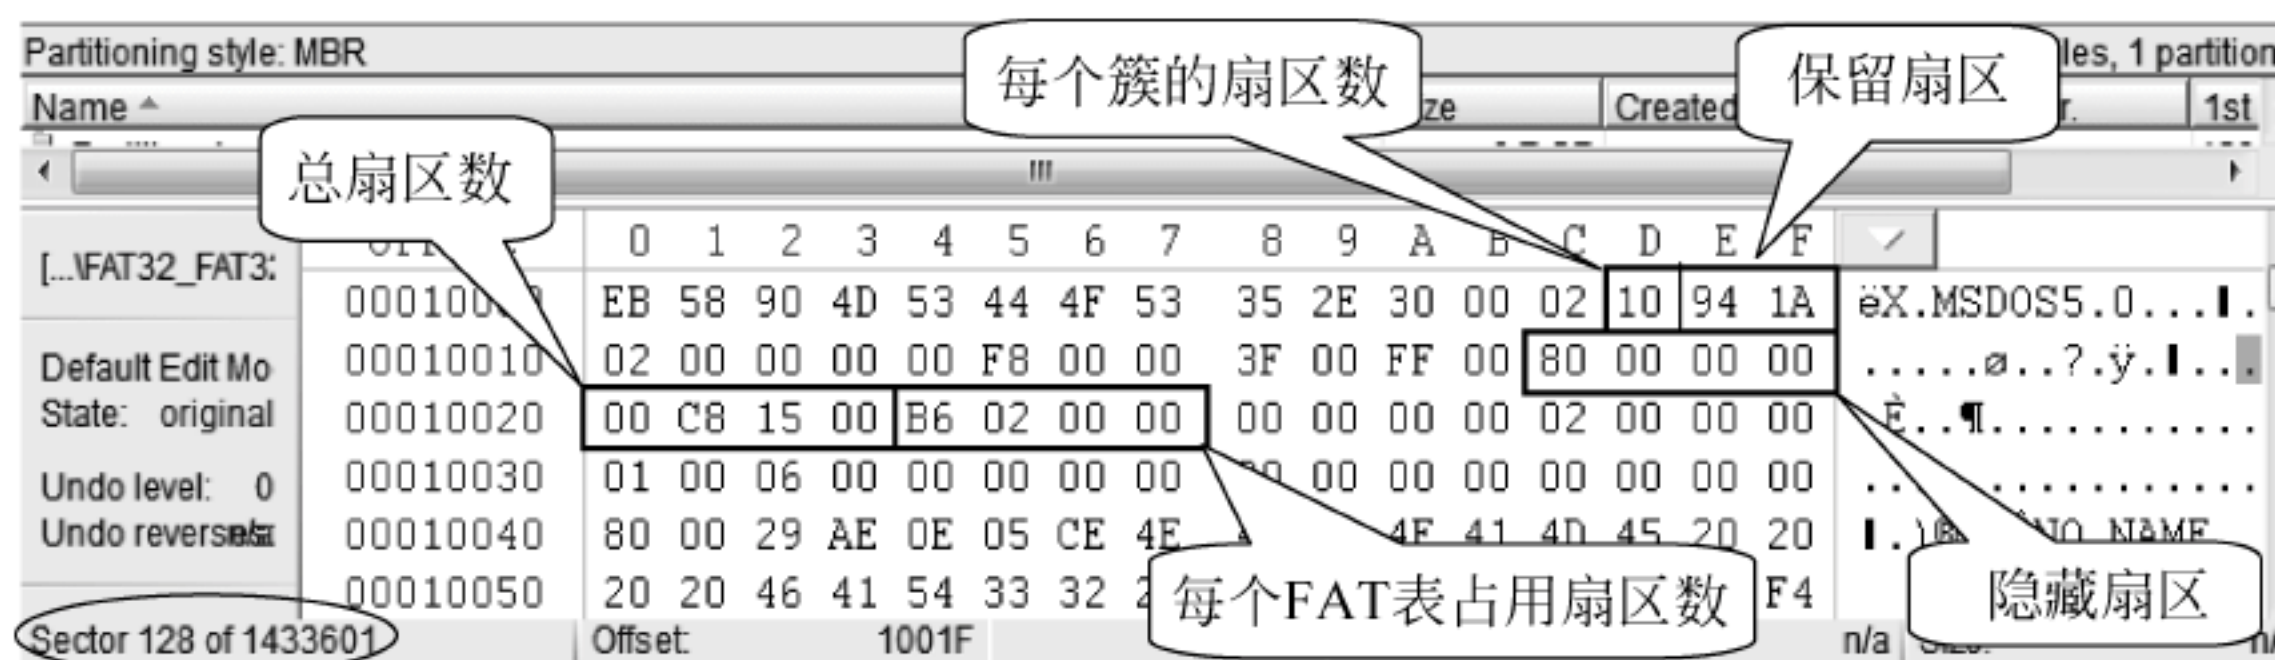 Partitioning style: MBR
每个簇的扇区数
保留扇区
les, 1 partition
Name
ze
Created
r.
1st
总扇区数
0 1 2 3 4 5 6 7 8 9 A B C D E F
[...\FAT32_FAT32
00010000 EB 58 90 4D 53 44 4F 53 35 2E 30 00 02 10 94 1A ëX.MSDOS5.0...▌.
Default Edit Mo
00010010 02 00 00 00 00 F8 00 00 3F 00 FF 00 80 00 00 00 .....ø..?.ÿ.▌...
State: original
00010020 00 C8 15 00 B6 02 00 00 00 00 00 00 02 00 00 00 .È..¶...........
Undo level: 0
00010030 01 00 06 00 00 00 00 00 00 00 00 00 00 00 00
Undo reverses: n/a
00010040 80 00 29 AE 0E 05 CE 4E 4F 41 4D 45 20 20 NO NAME
00010050 20 20 46 41 54 33 32 F4
每个FAT表占用扇区数
隐藏扇区
Sector 128 of 1433601
Offset: 1001F
n/a